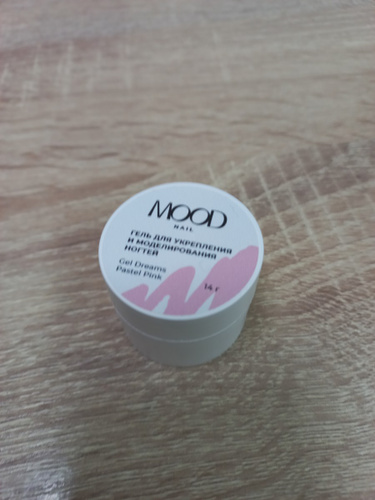 MOOD
NAIL
ГЕЛЬ ДЛЯ УКРЕПЛЕНИЯ
И МОДЕЛИРОВАНИЯ
НОГТЕЙ
Gel Dreams
Pastel Pink
14 г